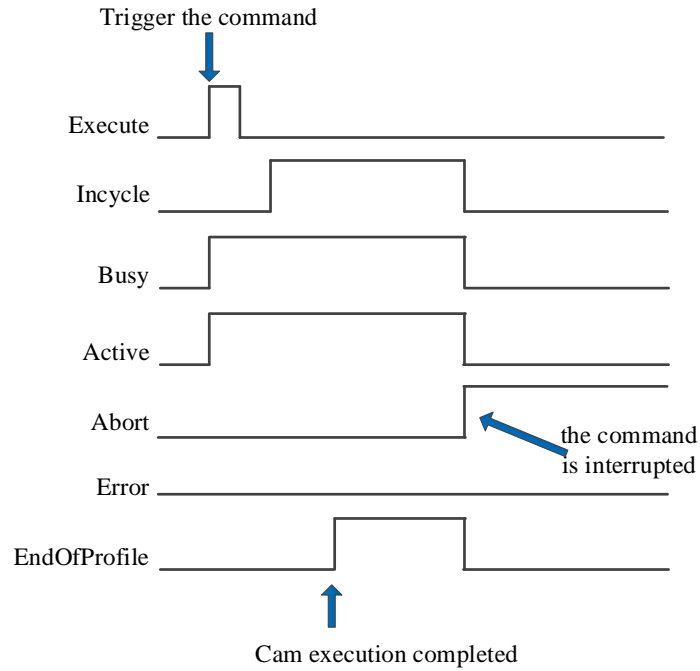 Trigger the command
Execute
Incycle
Busy
Active
Abort
the command
is interrupted
Error
EndOfProfile
Cam execution completed